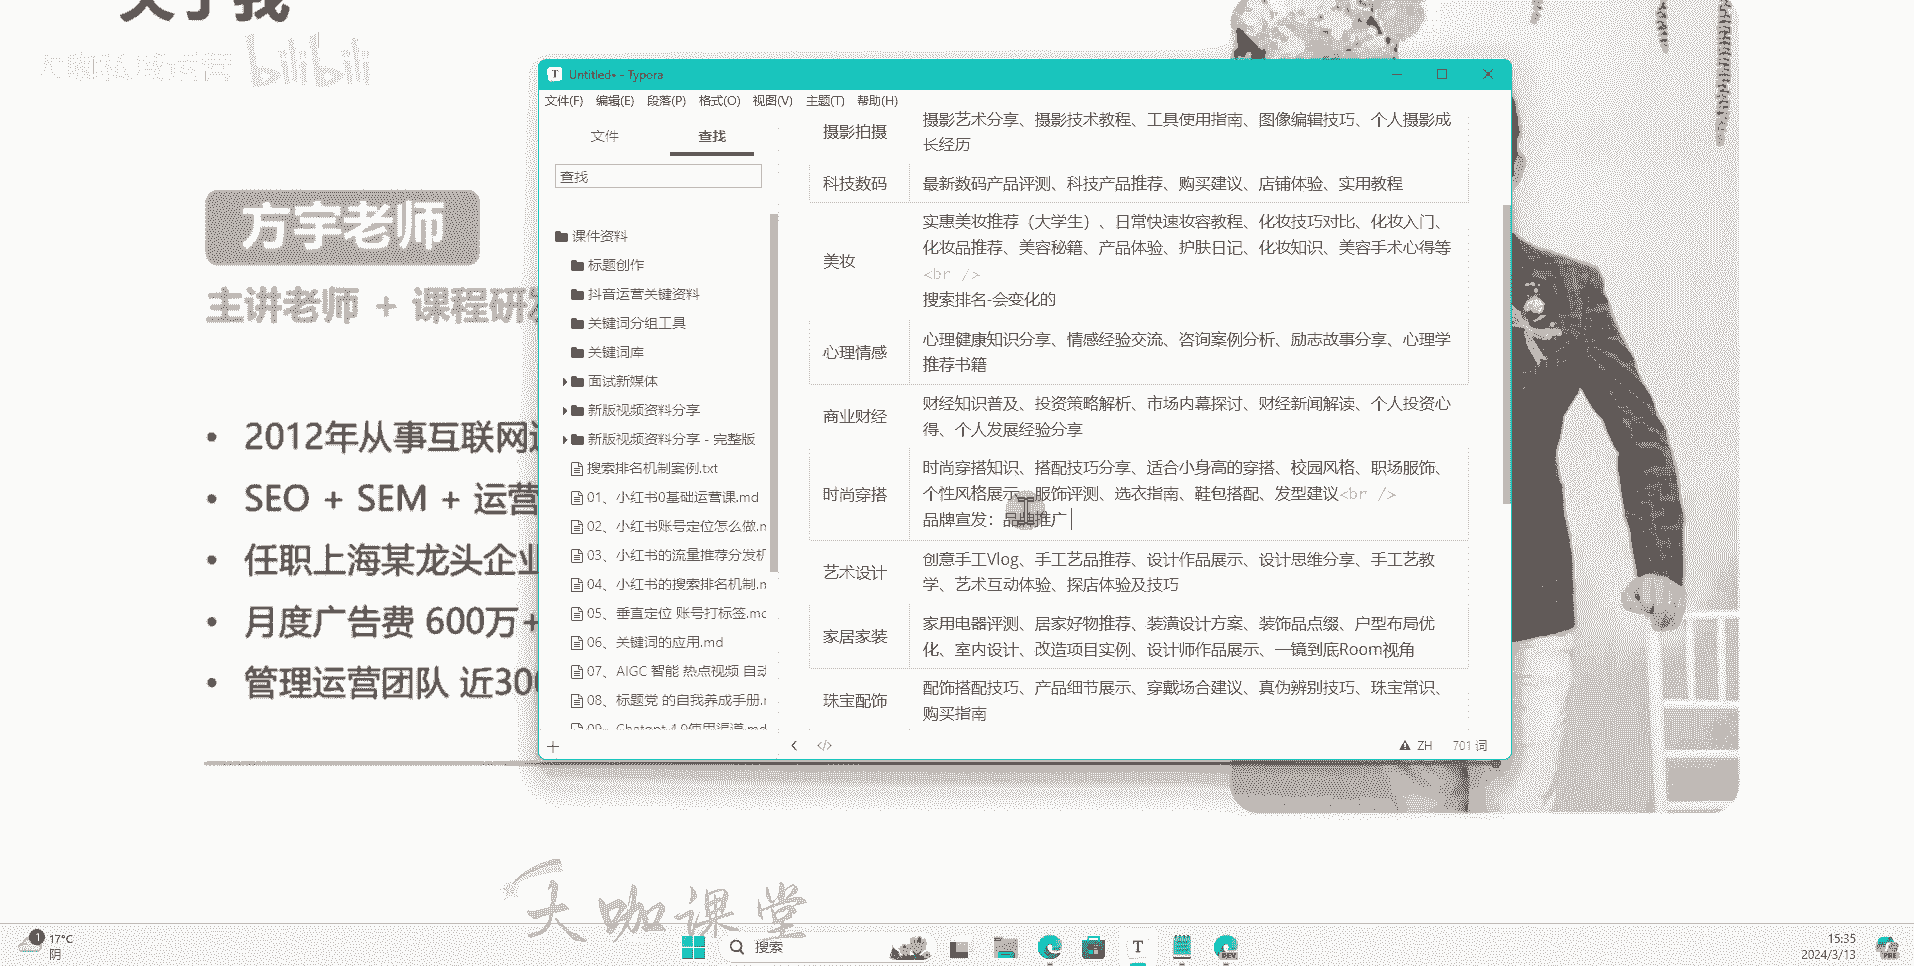 关于我
bilibili
方宇老师
主讲老师 + 课程研发
• 2012年从事互联网运
• SEO + SEM + 运营
• 任职上海某龙头企业
• 月度广告费 600万+
• 管理运营团队 近300
Untitled• - Typora
文件(F) 编辑(E) 段落(P) 格式(O) 视图(V) 主题(T) 帮助(H)
文件 查找
查找
课件资料
标题创作
抖音运营关键资料
关键词分组工具
关键词库
面试新媒体
新版视频资料分享
新版视频资料分享 - 完整版
搜索排名机制案例.txt
01、小红书0基础运营课.md
02、小红书账号定位怎么做.m
03、小红书的流量推荐分发机
04、小红书的搜索排名机制.m
05、垂直定位 账号打标签.mc
06、关键词的应用.md
07、AIGC 智能 热点视频 自动
08、标题党 的自我养成手册.m
09、Chatgpt 4.0使用渠道.md
摄影拍摄
摄影艺术分享、摄影技术教程、工具使用指南、图像编辑技巧、个人摄影成
长经历
科技数码
最新数码产品评测、科技产品推荐、购买建议、店铺体验、实用教程
美妆
实惠美妆推荐（大学生）、日常快速妆容教程、化妆技巧对比、化妆入门、
化妆品推荐、美容秘籍、产品体验、护肤日记、化妆知识、美容手术心得等
<br />
搜索排名-会变化的
心理情感
心理健康知识分享、情感经验交流、咨询案例分析、励志故事分享、心理学
推荐书籍
商业财经
财经知识普及、投资策略解析、市场内幕探讨、财经新闻解读、个人投资心
得、个人发展经验分享
时尚穿搭
时尚穿搭知识、搭配技巧分享、适合小身高的穿搭、校园风格、职场服饰、
个性风格展示、服饰评测、选衣指南、鞋包搭配、发型建议<br />
品牌宣发：品牌推广
艺术设计
创意手工Vlog、手工艺品推荐、设计作品展示、设计思维分享、手工艺教
学、艺术互动体验、探店体验及技巧
家居家装
家用电器评测、居家好物推荐、装潢设计方案、装饰品点缀、户型布局优
化、室内设计、改造项目实例、设计师作品展示、一镜到底Room视角
珠宝配饰
配饰搭配技巧、产品细节展示、穿戴场合建议、真伪辨别技巧、珠宝常识、
购买指南
ZH 701 词
大咖课堂
1 17°C
阴
搜索
DEV
15:35
2024/3/13
PRE